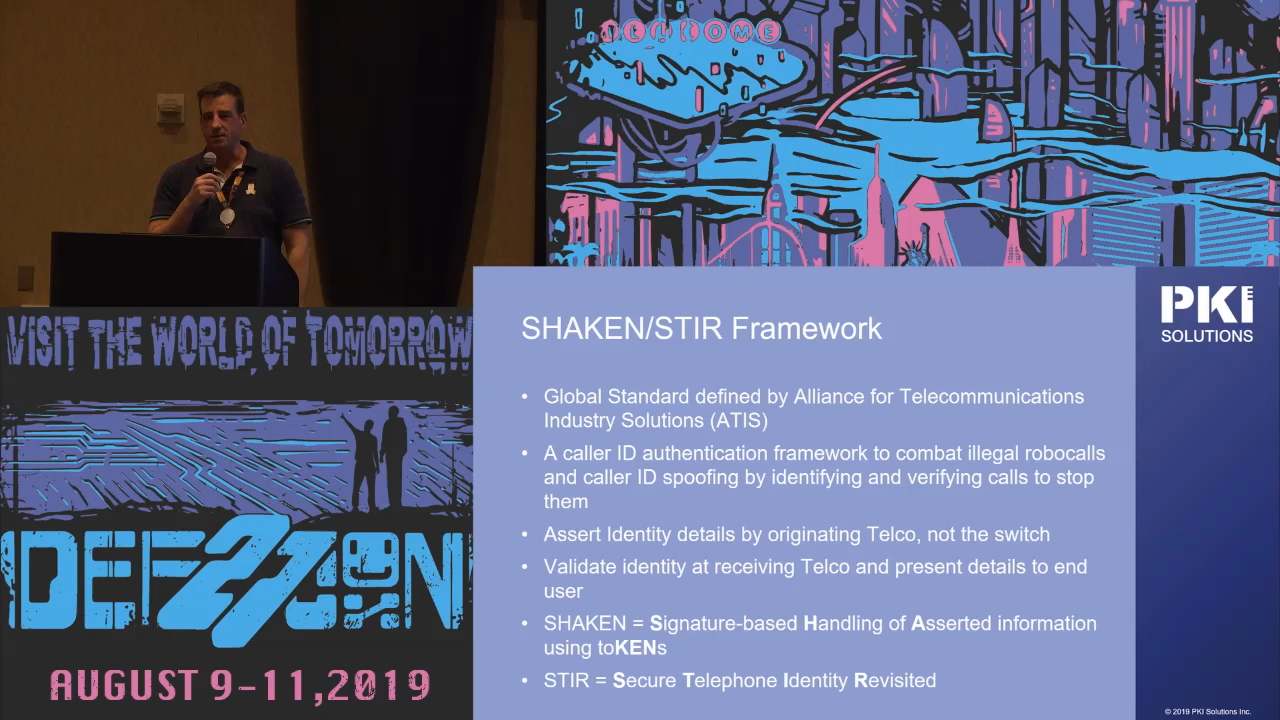 WELCOME
VISIT THE WORLD OF TOMORROW
DEF 27 CON
AUGUST 9-11,2019
PKI
SOLUTIONS
SHAKEN/STIR Framework
• Global Standard defined by Alliance for Telecommunications
Industry Solutions (ATIS)
• A caller ID authentication framework to combat illegal robocalls
and caller ID spoofing by identifying and verifying calls to stop
them
• Assert Identity details by originating Telco, not the switch
• Validate identity at receiving Telco and present details to end
user
• SHAKEN = Signature-based Handling of Asserted information
using toKENs
• STIR = Secure Telephone Identity Revisited
© 2019 PKI Solutions Inc.